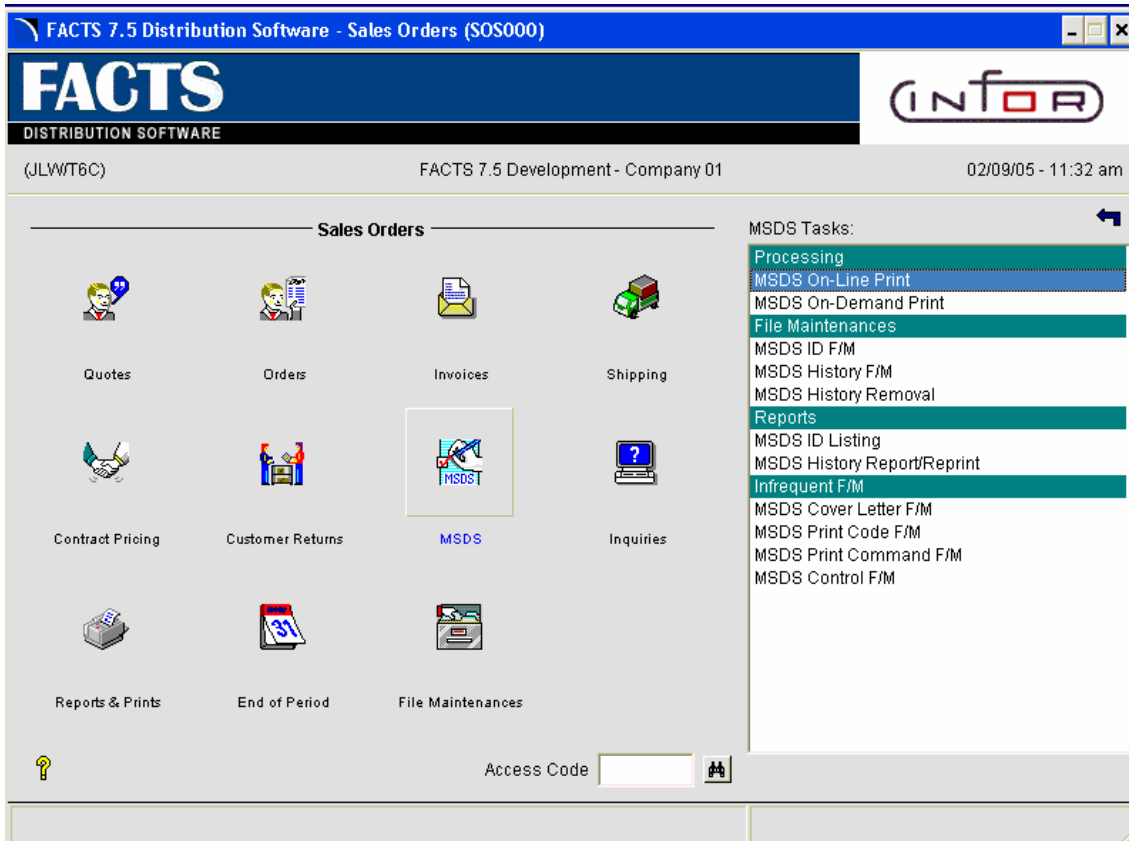 FACTS 7.5 Distribution Software - Sales Orders (SOS000)
FACTS
DISTRIBUTION SOFTWARE
infor
(JLW/T6C)
FACTS 7.5 Development - Company 01
02/09/05 - 11:32 am
Sales Orders
Quotes
Orders
Invoices
Shipping
Contract Pricing
Customer Returns
MSDS
MSDS
Inquiries
?
31
Reports & Prints
End of Period
File Maintenances
?
Access Code
MSDS Tasks:
Processing
MSDS On-Line Print
MSDS On-Demand Print
File Maintenances
MSDS ID F/M
MSDS History F/M
MSDS History Removal
Reports
MSDS ID Listing
MSDS History Report/Reprint
Infrequent F/M
MSDS Cover Letter F/M
MSDS Print Code F/M
MSDS Print Command F/M
MSDS Control F/M